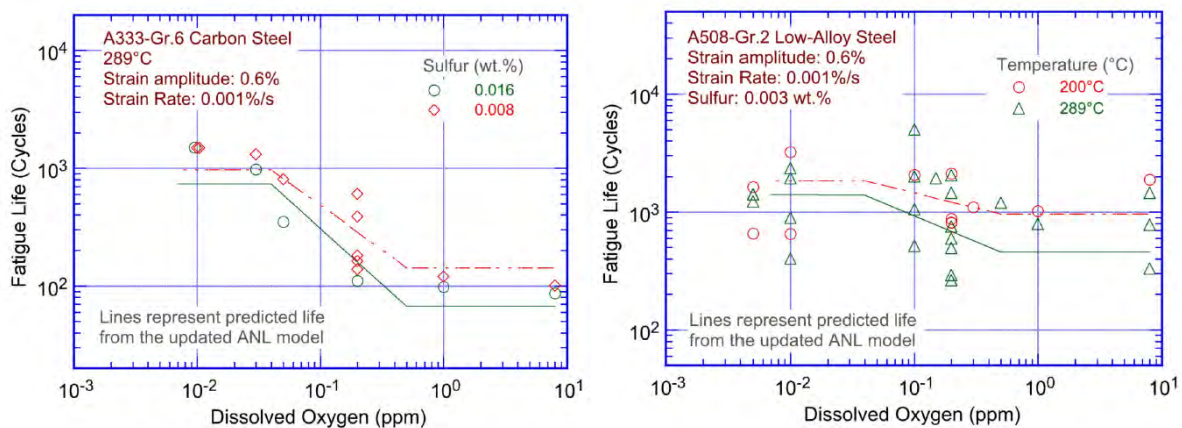 A333-Gr.6 Carbon Steel
289°C
Strain amplitude: 0.6%
Strain Rate: 0.001%/s
Sulfur (wt.%)
0.016
0.008
Lines represent predicted life
from the updated ANL model
Fatigue Life (Cycles)
10⁴
10³
10²
10⁻³
10⁻²
10⁻¹
10⁰
10¹
Dissolved Oxygen (ppm)
A508-Gr.2 Low-Alloy Steel
Strain amplitude: 0.6%
Strain Rate: 0.001%/s
Sulfur: 0.003 wt.%
Temperature (°C)
200°C
289°C
Lines represent predicted life
from the updated ANL model
Fatigue Life (Cycles)
10⁴
10³
10²
10⁻³
10⁻²
10⁻¹
10⁰
10¹
Dissolved Oxygen (ppm)